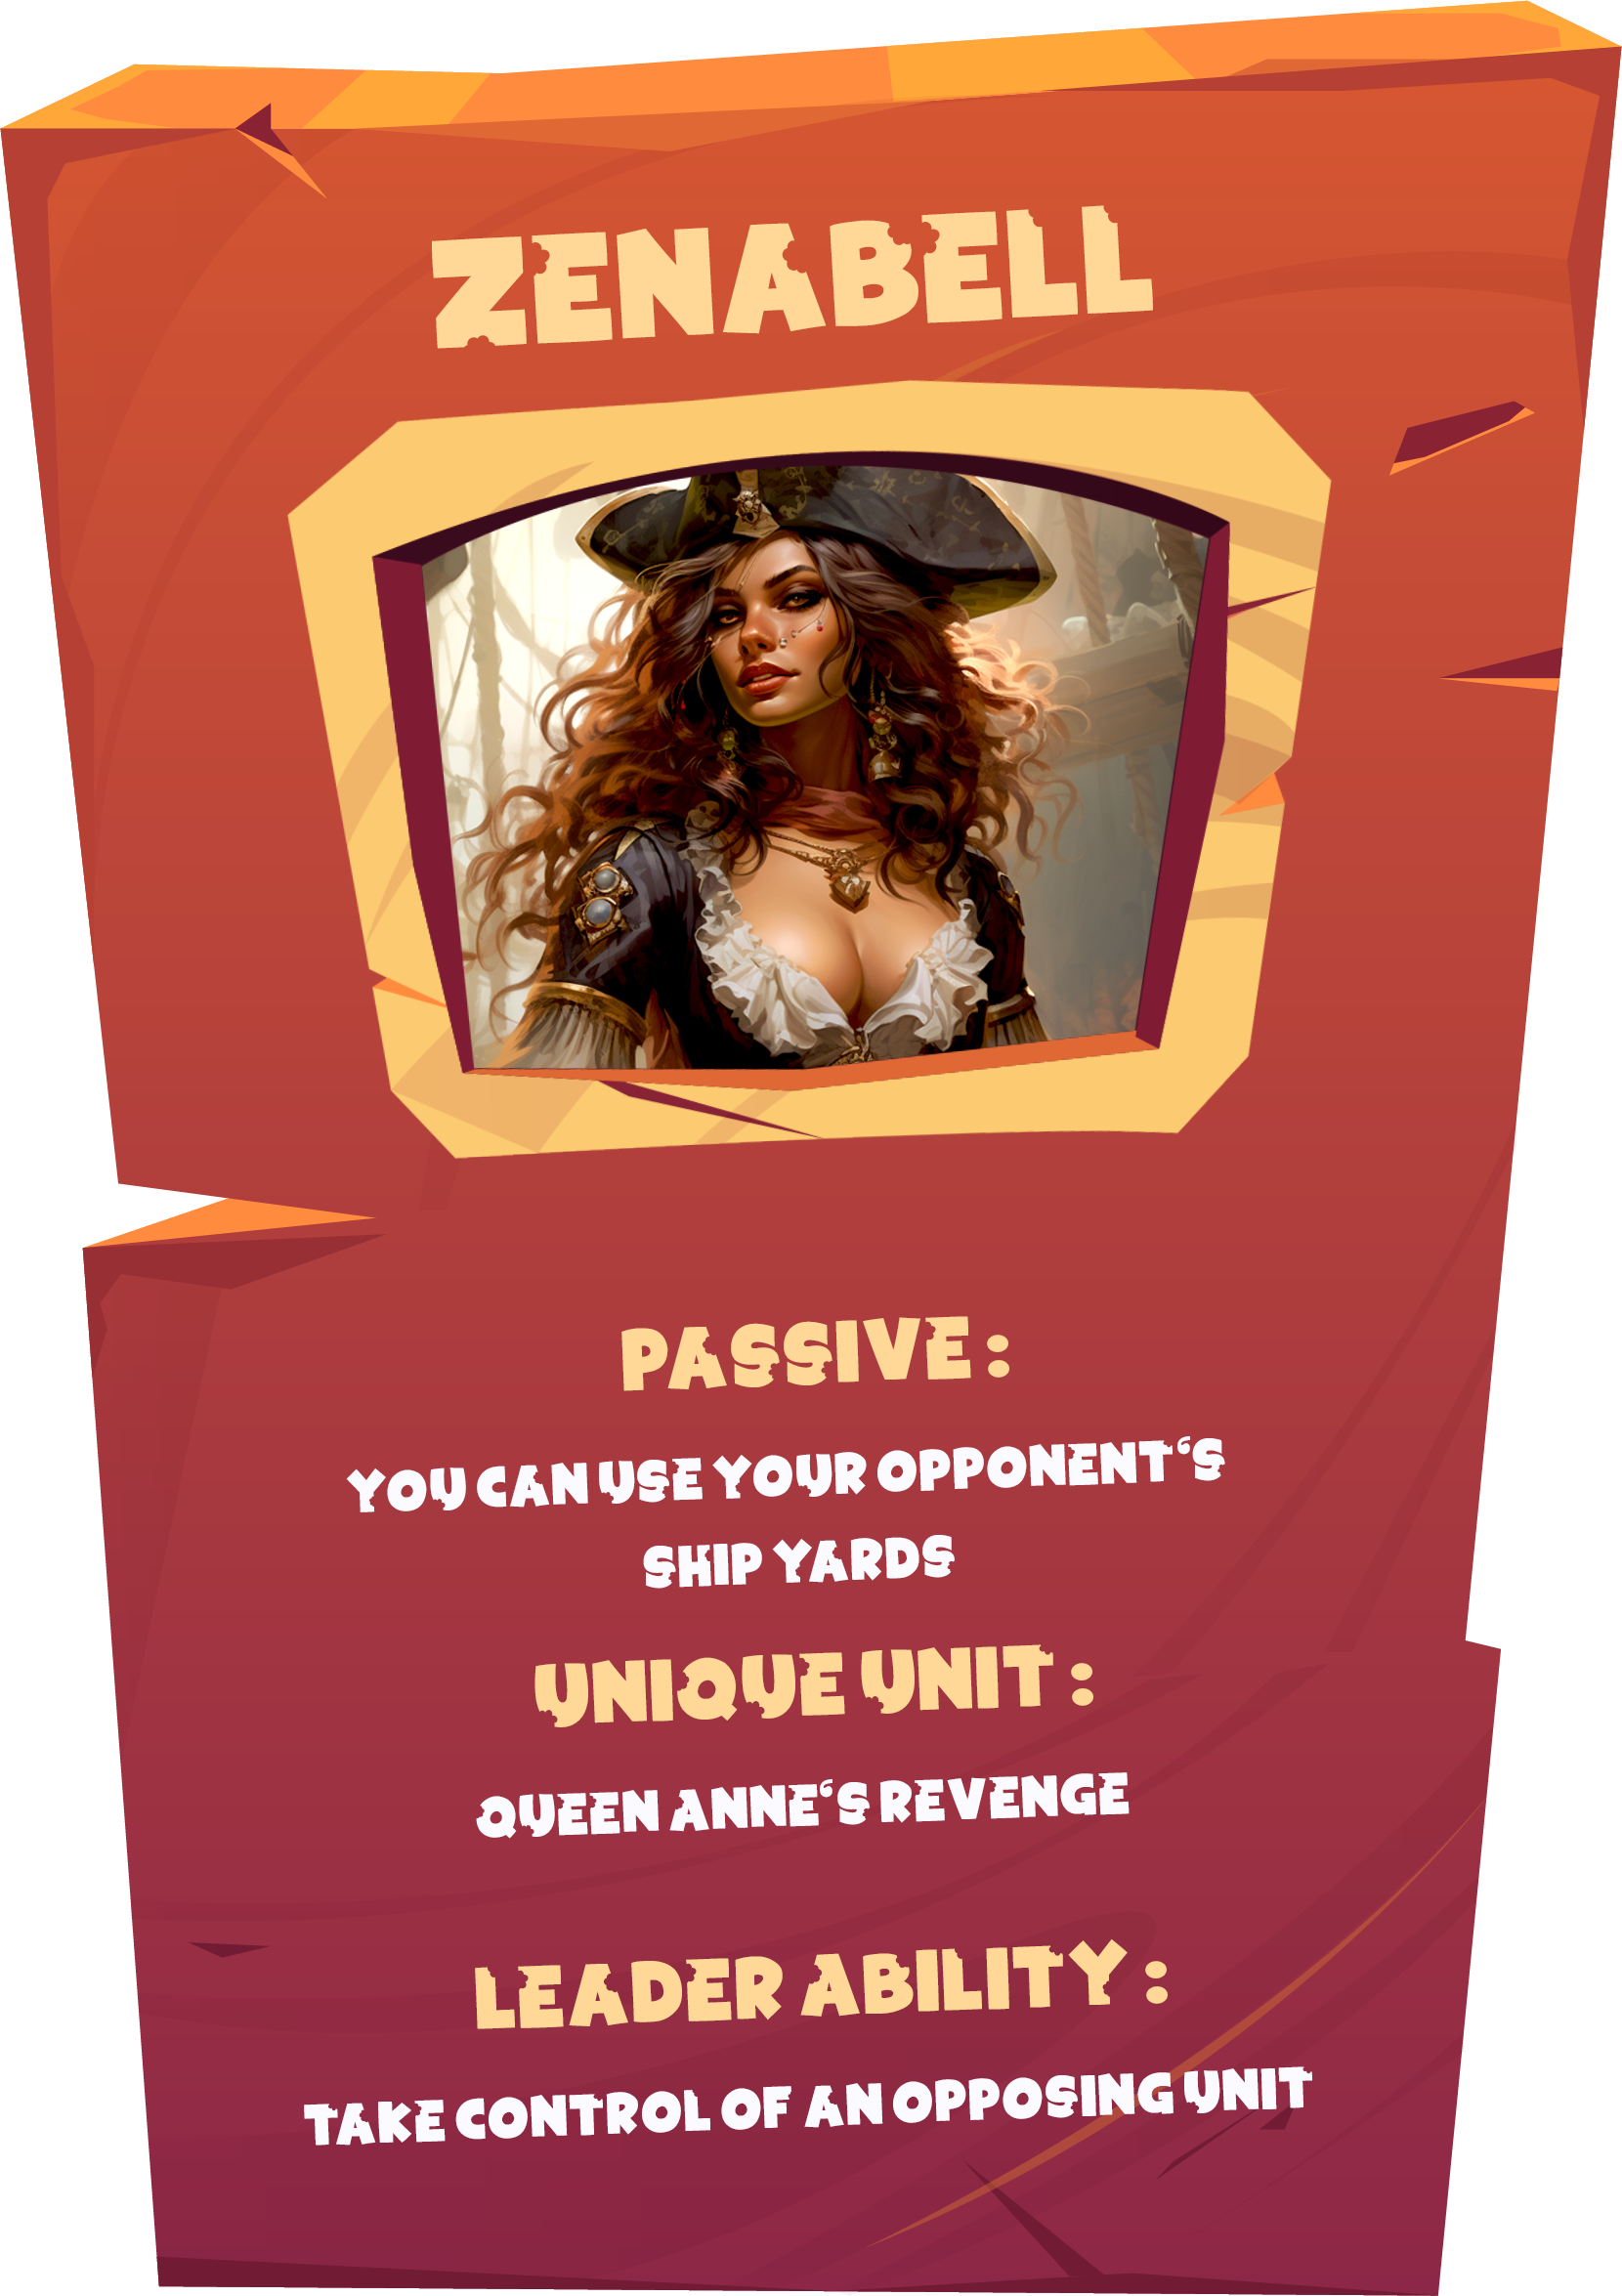 ZENABELL
PASSIVE :
YOU CAN USE YOUR OPPONENT‘S
SHIP YARDS
UNIQUE UNIT :
QUEEN ANNE‘S REVENGE
LEADER ABILITY :
TAKE CONTROL OF AN OPPOSING UNIT